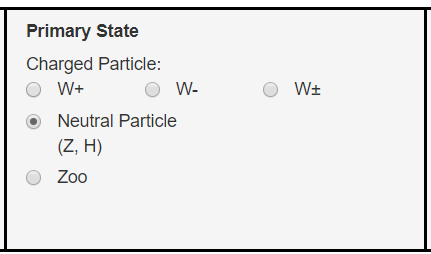 Primary State
Charged Particle:
W+ W- W±
Neutral Particle
(Z, H)
Zoo